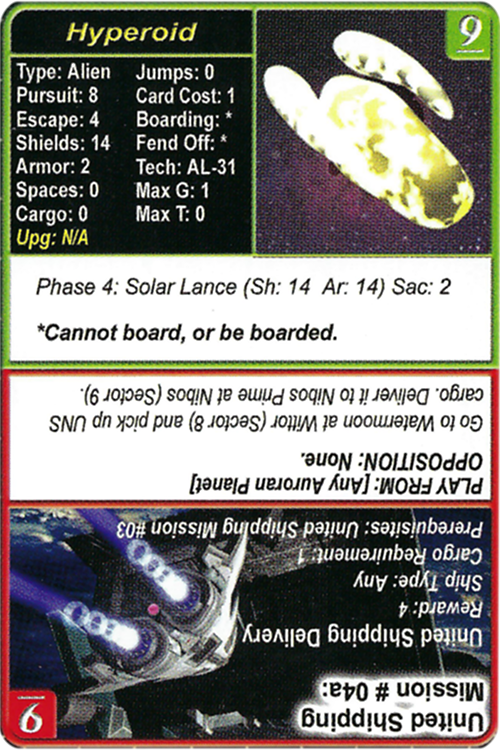 Hyperoid
9
Type: Alien Jumps: 0
Pursuit: 8 Card Cost: 1
Escape: 4 Boarding: *
Shields: 14 Fend Off: *
Armor: 2 Tech: AL-31
Spaces: 0 Max G: 1
Cargo: 0 Max T: 0
Upg: N/A
Phase 4: Solar Lance (Sh: 14 Ar: 14) Sac: 2
*Cannot board, or be boarded.
United Shipping
Mission # 04a:
6
United Shipping Delivery
Reward: 4
Ship Type: Any
Cargo Requirement: 1
Prerequisites: United Shipping Mission #03
PLAY FROM: [Any Auroran Planet]
OPPOSITION: None.
Go to Watermoon at Wittor (Sector 8) and pick up UNS
cargo. Deliver it to Nibos Prime at Nibos (Sector 9).